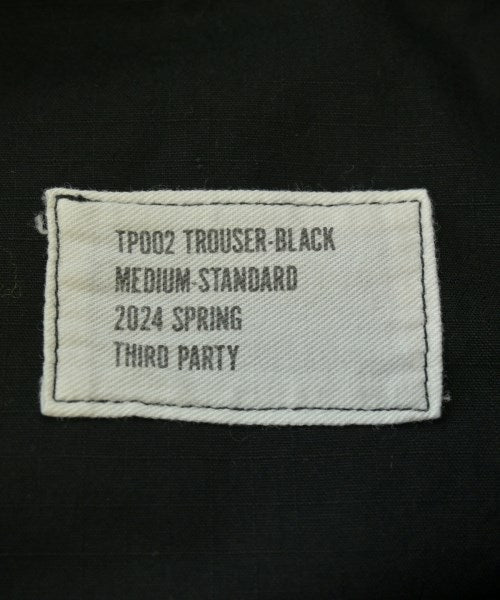 TP002 TROUSER-BLACK
MEDIUM-STANDARD
2024 SPRING
THIRD PARTY